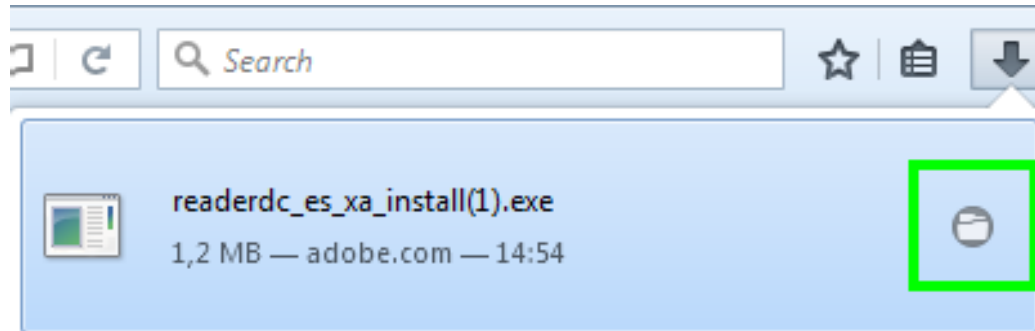 Search
readerdc_es_xa_install(1).exe
1,2 MB — adobe.com — 14:54